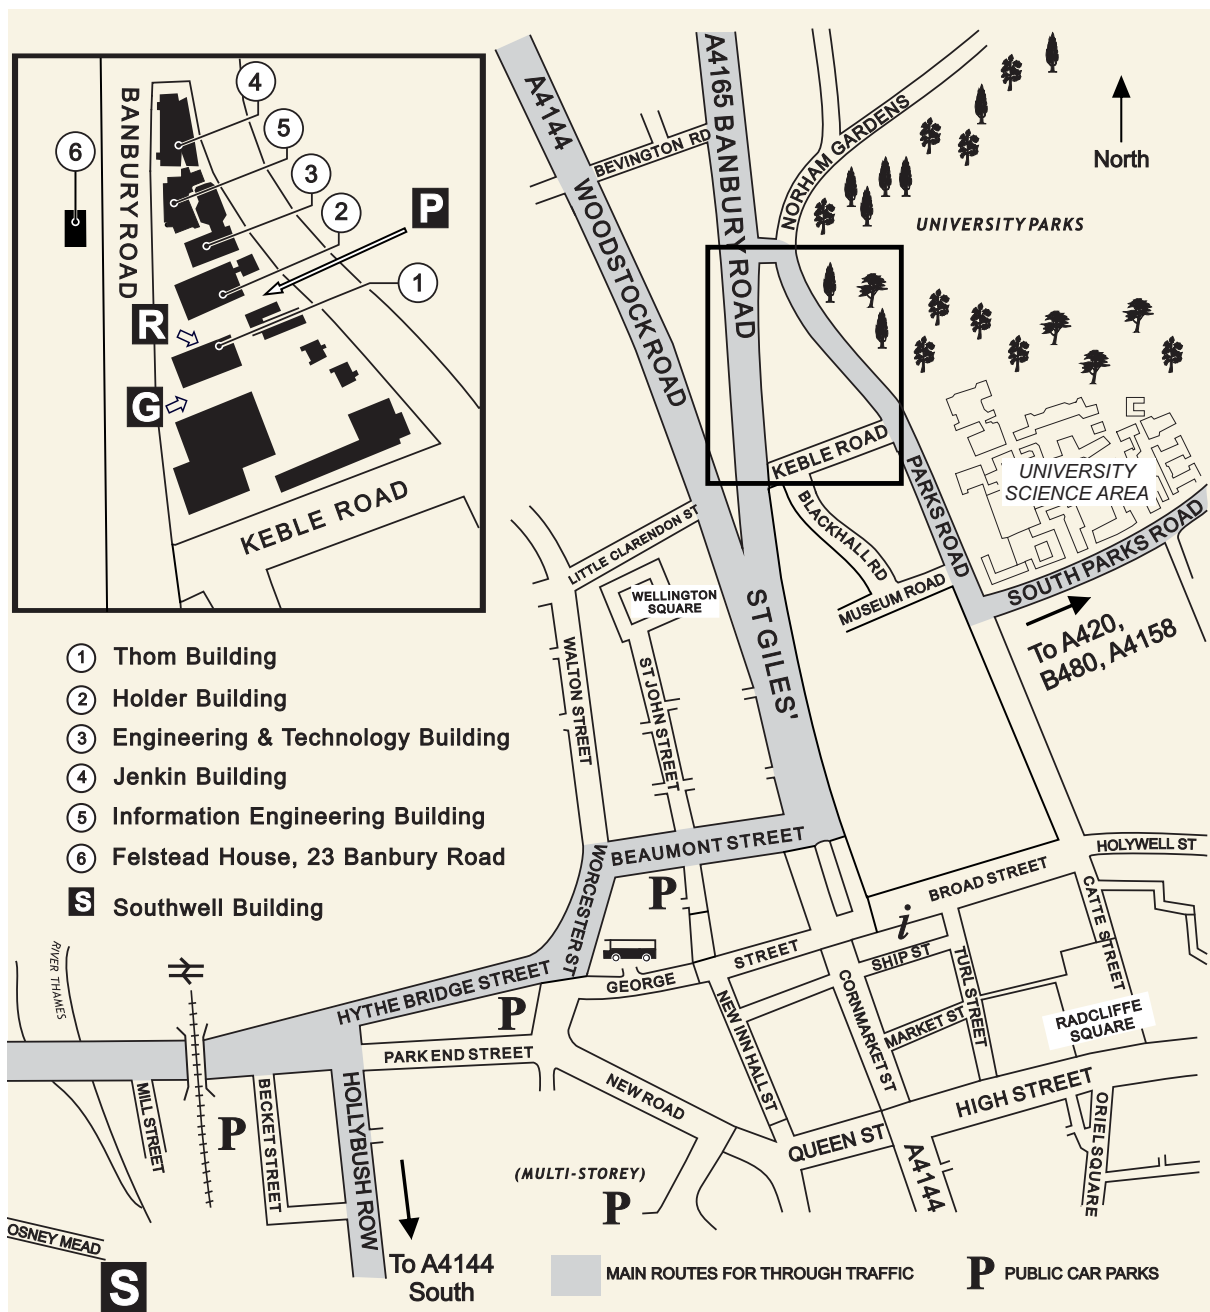 BANBURY ROAD
4
5
6
3
2
P
1
R
G
KEBLE ROAD
A4144
WOODSTOCK ROAD
A4165 BANBURY ROAD
BEVINGTON RD
NORHAM GARDENS
North
UNIVERSITY PARKS
KEBLE ROAD
PARKS ROAD
BLACKHALL RD
MUSEUM ROAD
UNIVERSITY
SCIENCE AREA
SOUTH PARKS ROAD
To A420,
B480, A4158
LITTLE CLARENDON ST
WELLINGTON
SQUARE
ST GILES'
WALTON STREET
ST JOHN STREET
1 Thom Building
2 Holder Building
3 Engineering & Technology Building
4 Jenkin Building
5 Information Engineering Building
6 Felstead House, 23 Banbury Road
S Southwell Building
BEAUMONT STREET
WORCESTER ST
P
HOLYWELL ST
BROAD STREET
CATTE STREET
i
GEORGE STREET
SHIP ST
TURL STREET
CORNMARKET ST
MARKET ST
NEW INN HALL ST
RADCLIFFE
SQUARE
RIVER THAMES
HYTHE BRIDGE STREET
P
PARK END STREET
NEW ROAD
HIGH STREET
QUEEN ST
A4144
ORIEL SQUARE
MILL STREET
P
BECKET STREET
HOLLYBUSH ROW
(MULTI-STOREY)
P
OSNEY MEAD
S
To A4144
South
MAIN ROUTES FOR THROUGH TRAFFIC
P PUBLIC CAR PARKS